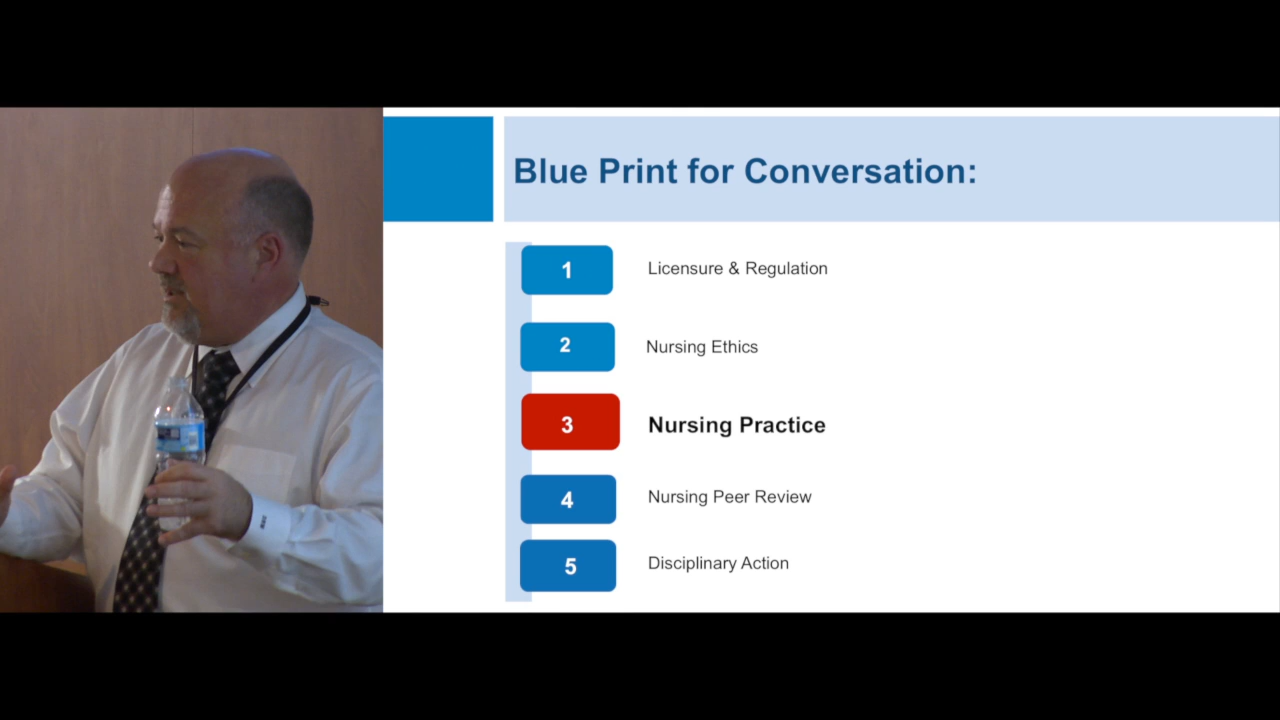 Blue Print for Conversation:
1 Licensure & Regulation
2 Nursing Ethics
3 Nursing Practice
4 Nursing Peer Review
5 Disciplinary Action